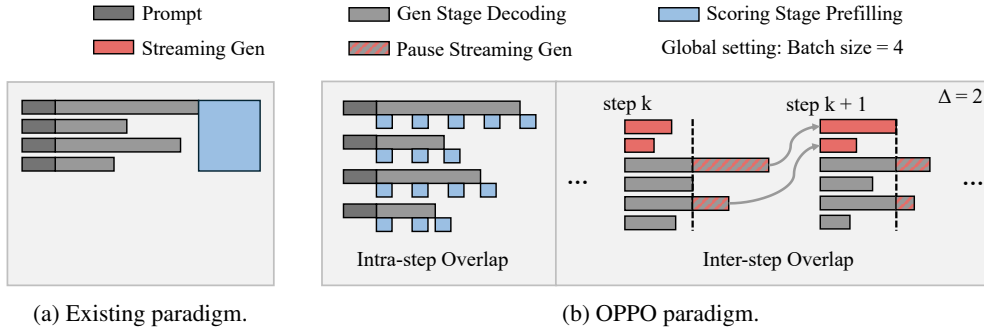 Prompt
Gen Stage Decoding
Scoring Stage Prefilling
Streaming Gen
Pause Streaming Gen
Global setting: Batch size = 4
step k
step k + 1
Δ = 2
...
...
Intra-step Overlap
Inter-step Overlap
(a) Existing paradigm.
(b) OPPO paradigm.